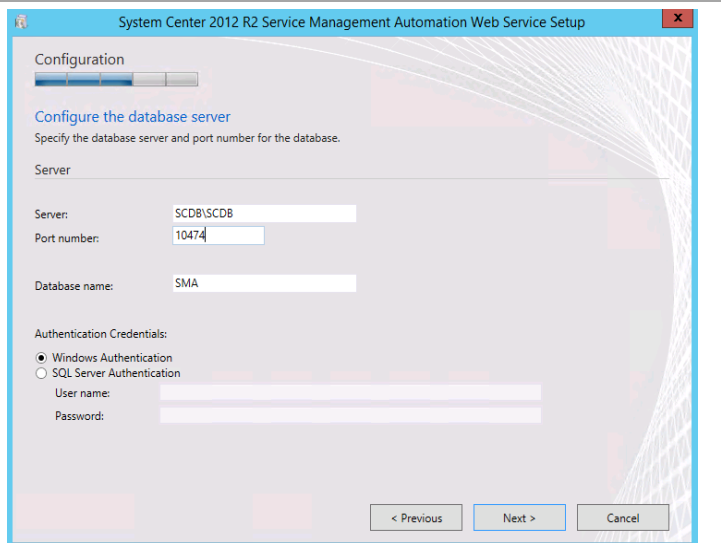 System Center 2012 R2 Service Management Automation Web Service Setup
x
Configuration
Configure the database server
Specify the database server and port number for the database.
Server
Server:
SCDB\SCDB
Port number:
10474
Database name:
SMA
Authentication Credentials:
Windows Authentication
SQL Server Authentication
User name:
Password:
< Previous
Next >
Cancel